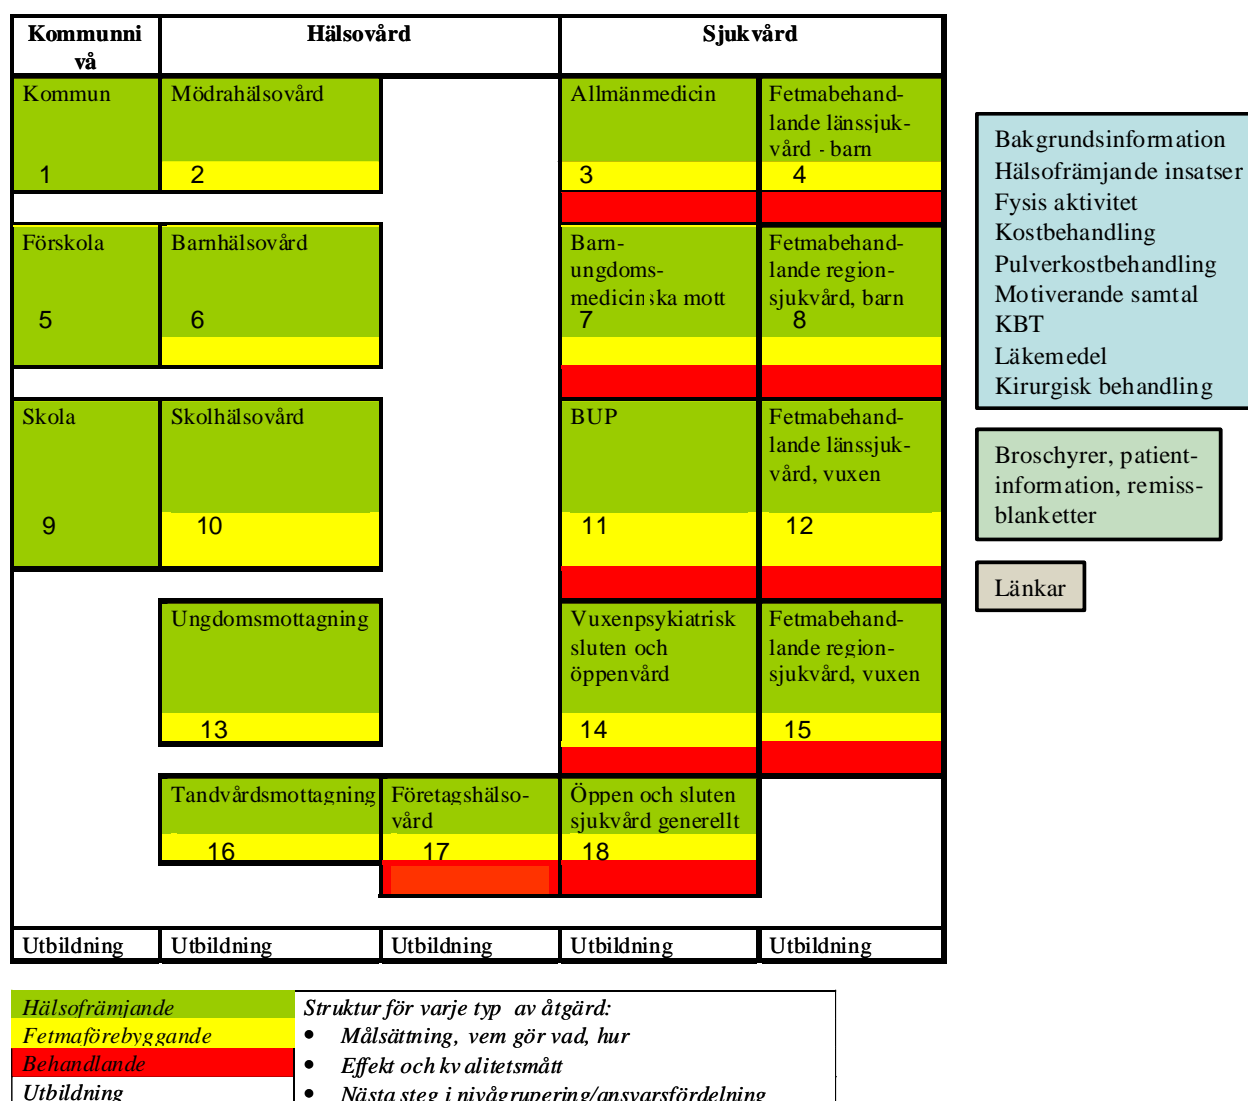 Kommunni
vå
Hälsovård
Sjukvård
Kommun
1
Mödrahälsovård
2
Allmänmedicin
3
Fetmabehand-
lande länssjuk-
vård - barn
4
Förskola
5
Barnhälsovård
6
Barn-
ungdoms-
medicinska mott
7
Fetmabehand-
lande region-
sjukvård, barn
8
Skola
9
Skolhälsovård
10
BUP
11
Fetmabehand-
lande länssjuk-
vård, vuxen
12
Ungdomsmottagning
13
Vuxenpsykiatrisk
sluten och
öppenvård
14
Fetmabehand-
lande region-
sjukvård, vuxen
15
Tandvårdsmottagning
16
Företagshälso-
vård
17
Öppen och sluten
sjukvård generellt
18
Utbildning
Utbildning
Utbildning
Utbildning
Utbildning
Bakgrundsinformation
Hälsofrämjande insatser
Fysis aktivitet
Kostbehandling
Pulverkostbehandling
Motiverande samtal
KBT
Läkemedel
Kirurgisk behandling
Broschyrer, patient-
information, remiss-
blanketter
Länkar
Hälsofrämjande
Fetmaförebyggande
Behandlande
Utbildning
Struktur för varje typ av åtgärd:
• Målsättning, vem gör vad, hur
• Effekt och kvalitetsmått
• Nästa steg i nivågrupering/ansvarsfördelning